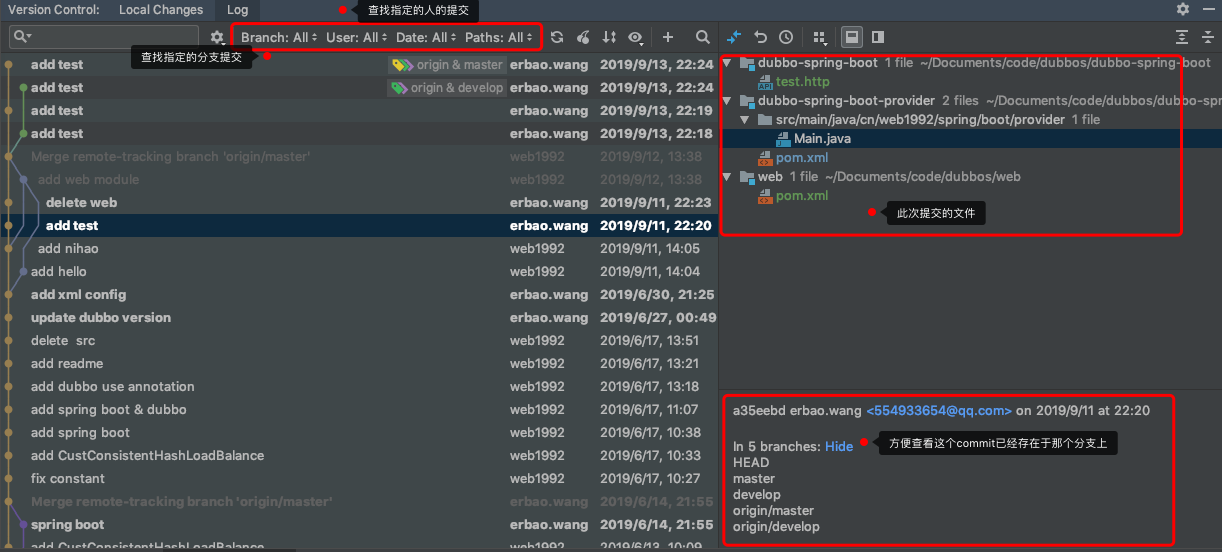 Version Control: Local Changes Log
查找指定的人的提交
Branch: All User: All Date: All Paths: All
查找指定的分支提交
add test origin & master erbao.wang 2019/9/13, 22:24
add test origin & develop erbao.wang 2019/9/13, 22:24
add test erbao.wang 2019/9/13, 22:19
add test erbao.wang 2019/9/13, 22:18
Merge remote-tracking branch 'origin/master' web1992 2019/9/12, 13:38
add web module web1992 2019/9/12, 13:38
delete web erbao.wang 2019/9/11, 22:23
add test erbao.wang 2019/9/11, 22:20
add nihao web1992 2019/9/11, 14:05
add hello web1992 2019/9/11, 14:04
add xml config erbao.wang 2019/6/30, 21:25
update dubbo version erbao.wang 2019/6/27, 00:49
delete src web1992 2019/6/17, 13:51
add readme web1992 2019/6/17, 13:21
add dubbo use annotation web1992 2019/6/17, 13:18
add spring boot & dubbo web1992 2019/6/17, 11:07
add spring boot web1992 2019/6/17, 10:38
add CustConsistentHashLoadBalance web1992 2019/6/17, 10:33
fix constant web1992 2019/6/17, 10:27
Merge remote-tracking branch 'origin/master' erbao.wang 2019/6/14, 21:55
spring boot erbao.wang 2019/6/14, 21:55
add CustConsistentHashLoadBalance web1992 2019/6/13, 10:09
dubbo-spring-boot 1 file ~/Documents/code/dubbos/dubbo-spring-boot
API test.http
dubbo-spring-boot-provider 2 files ~/Documents/code/dubbos/dubbo-spr
src/main/java/cn/web1992/spring/boot/provider 1 file
Main.java
pom.xml
web 1 file ~/Documents/code/dubbos/web
pom.xml
此次提交的文件
a35eebd erbao.wang <554933654@qq.com> on 2019/9/11 at 22:20
In 5 branches: Hide
方便查看这个commit已经存在于那个分支上
HEAD
master
develop
origin/master
origin/develop